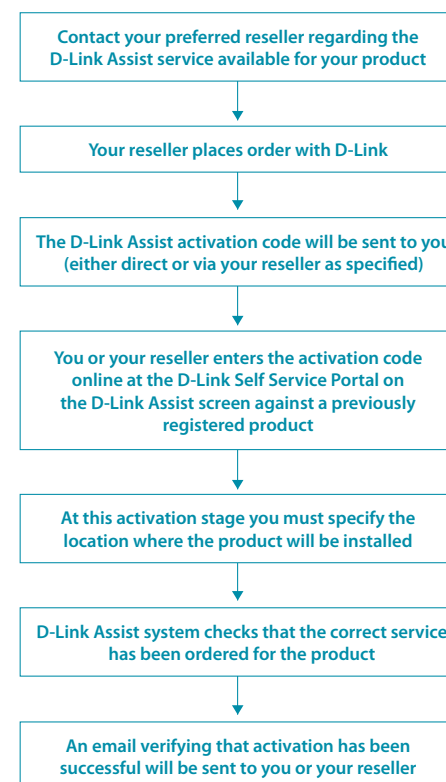 Contact your preferred reseller regarding the
D-Link Assist service available for your product
Your reseller places order with D-Link
The D-Link Assist activation code will be sent to you
(either direct or via your reseller as specified)
You or your reseller enters the activation code
online at the D-Link Self Service Portal on
the D-Link Assist screen against a previously
registered product
At this activation stage you must specify the
location where the product will be installed
D-Link Assist system checks that the correct service
has been ordered for the product
An email verifying that activation has been
successful will be sent to you or your reseller